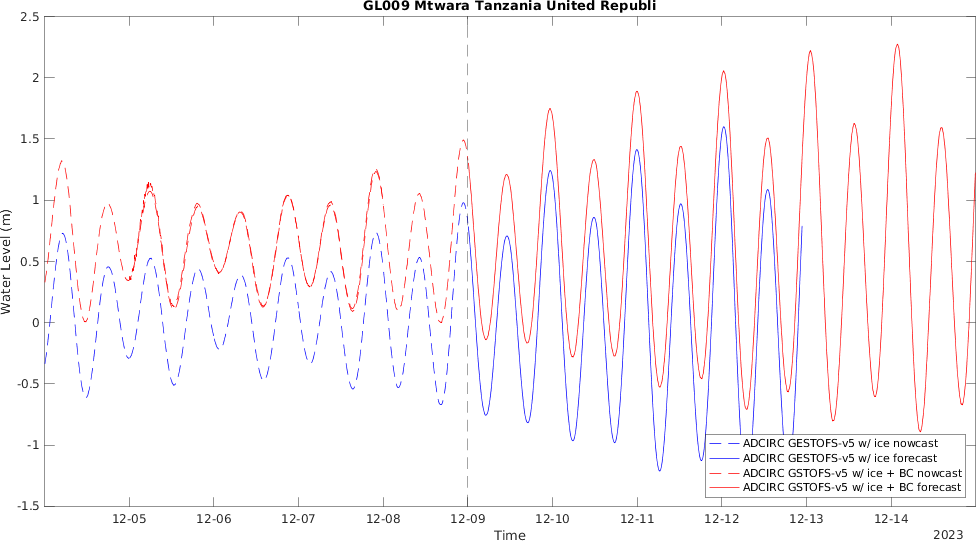 GL009 Mtwara Tanzania United Republi
2.5
2
1.5
1
0.5
0
-0.5
-1
-1.5
Water Level (m)
ADCIRC GESTOFS-v5 w/ ice nowcast
ADCIRC GESTOFS-v5 w/ ice forecast
ADCIRC GSTOFS-v5 w/ ice + BC nowcast
ADCIRC GSTOFS-v5 w/ ice + BC forecast
12-05 12-06 12-07 12-08 12-09 12-10 12-11 12-12 12-13 12-14
Time
2023